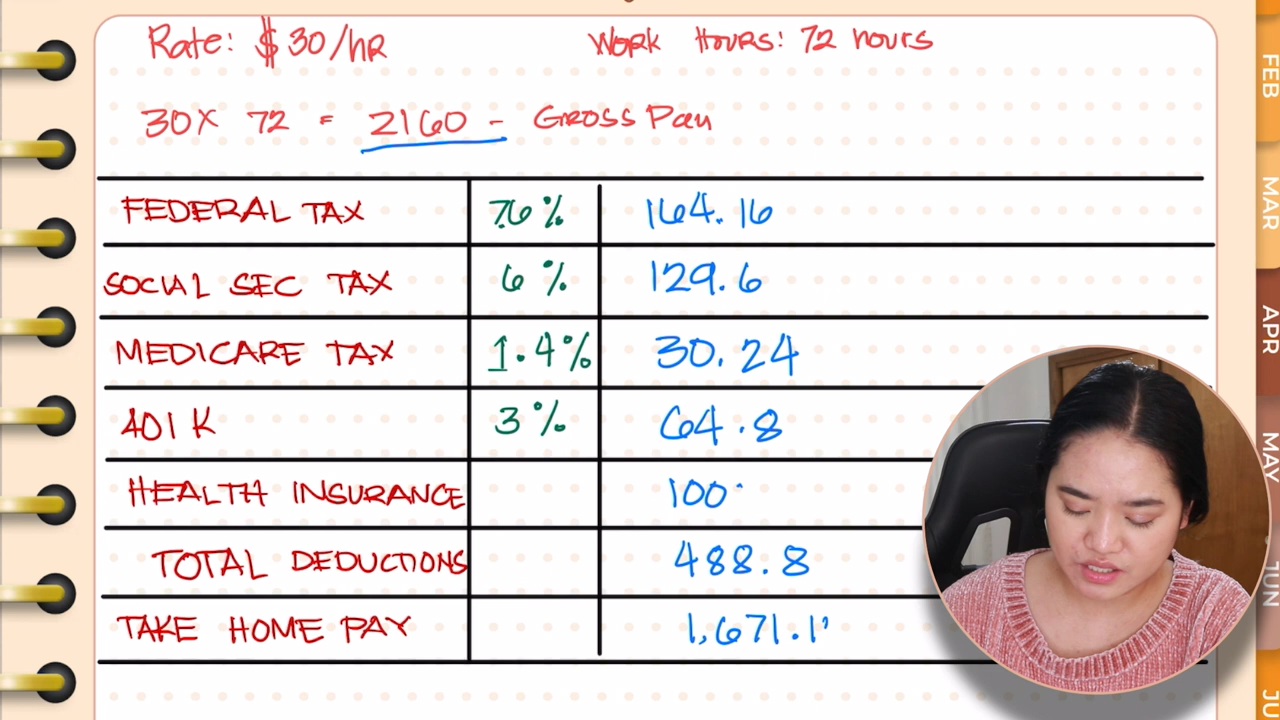 Rate: $30/hr Work Hours: 72 hours
30 x 72 = 2160 - Gross Pay
FEDERAL TAX 7.6% 164.16
SOCIAL SEC TAX 6% 129.6
MEDICARE TAX 1.4% 30.24
401K 3% 64.8
HEALTH INSURANCE 100
TOTAL DEDUCTIONS 488.8
TAKE HOME PAY 1,671.1
FEB
MAR
APR
MAY
JUN